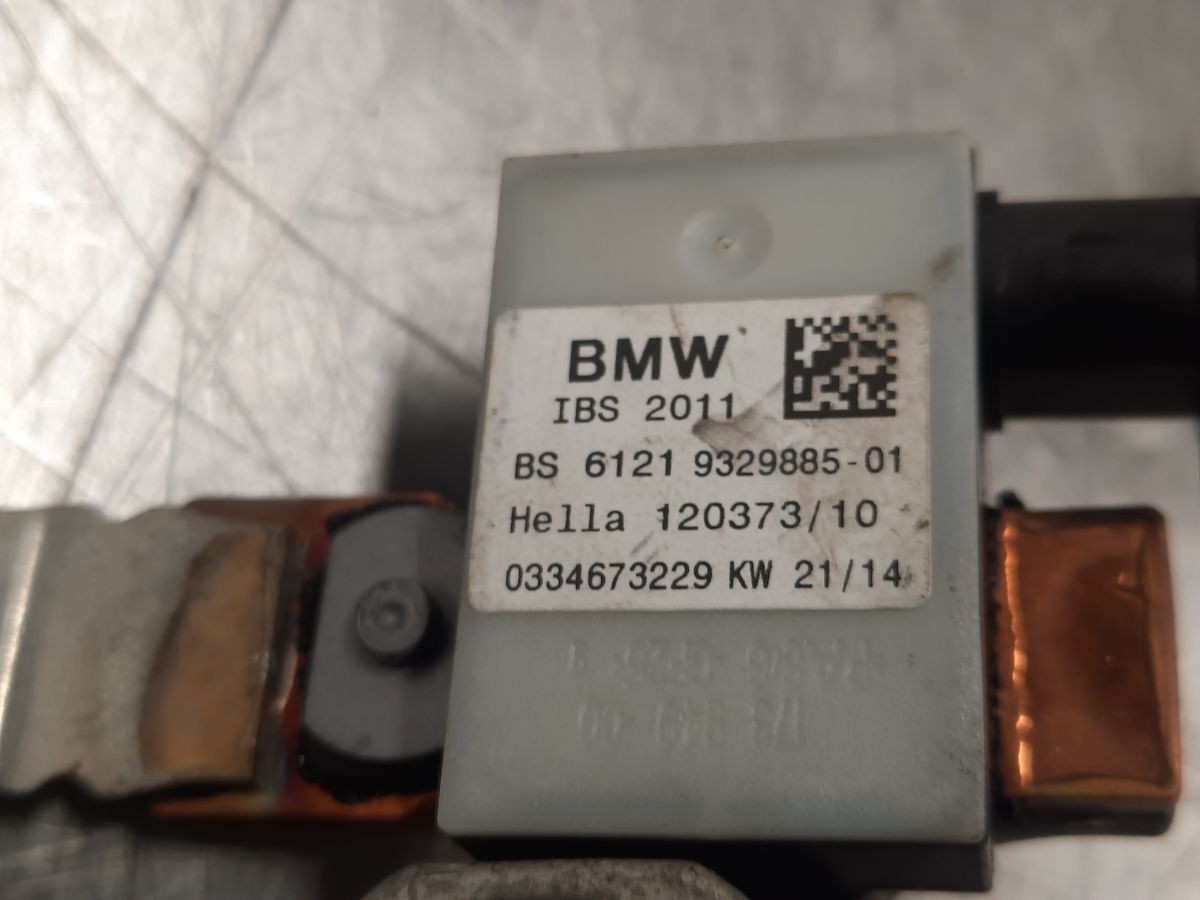 BMW
IBS 2011
BS 6121 9329885-01
Hella 120373/10
0334673229 KW 21/14